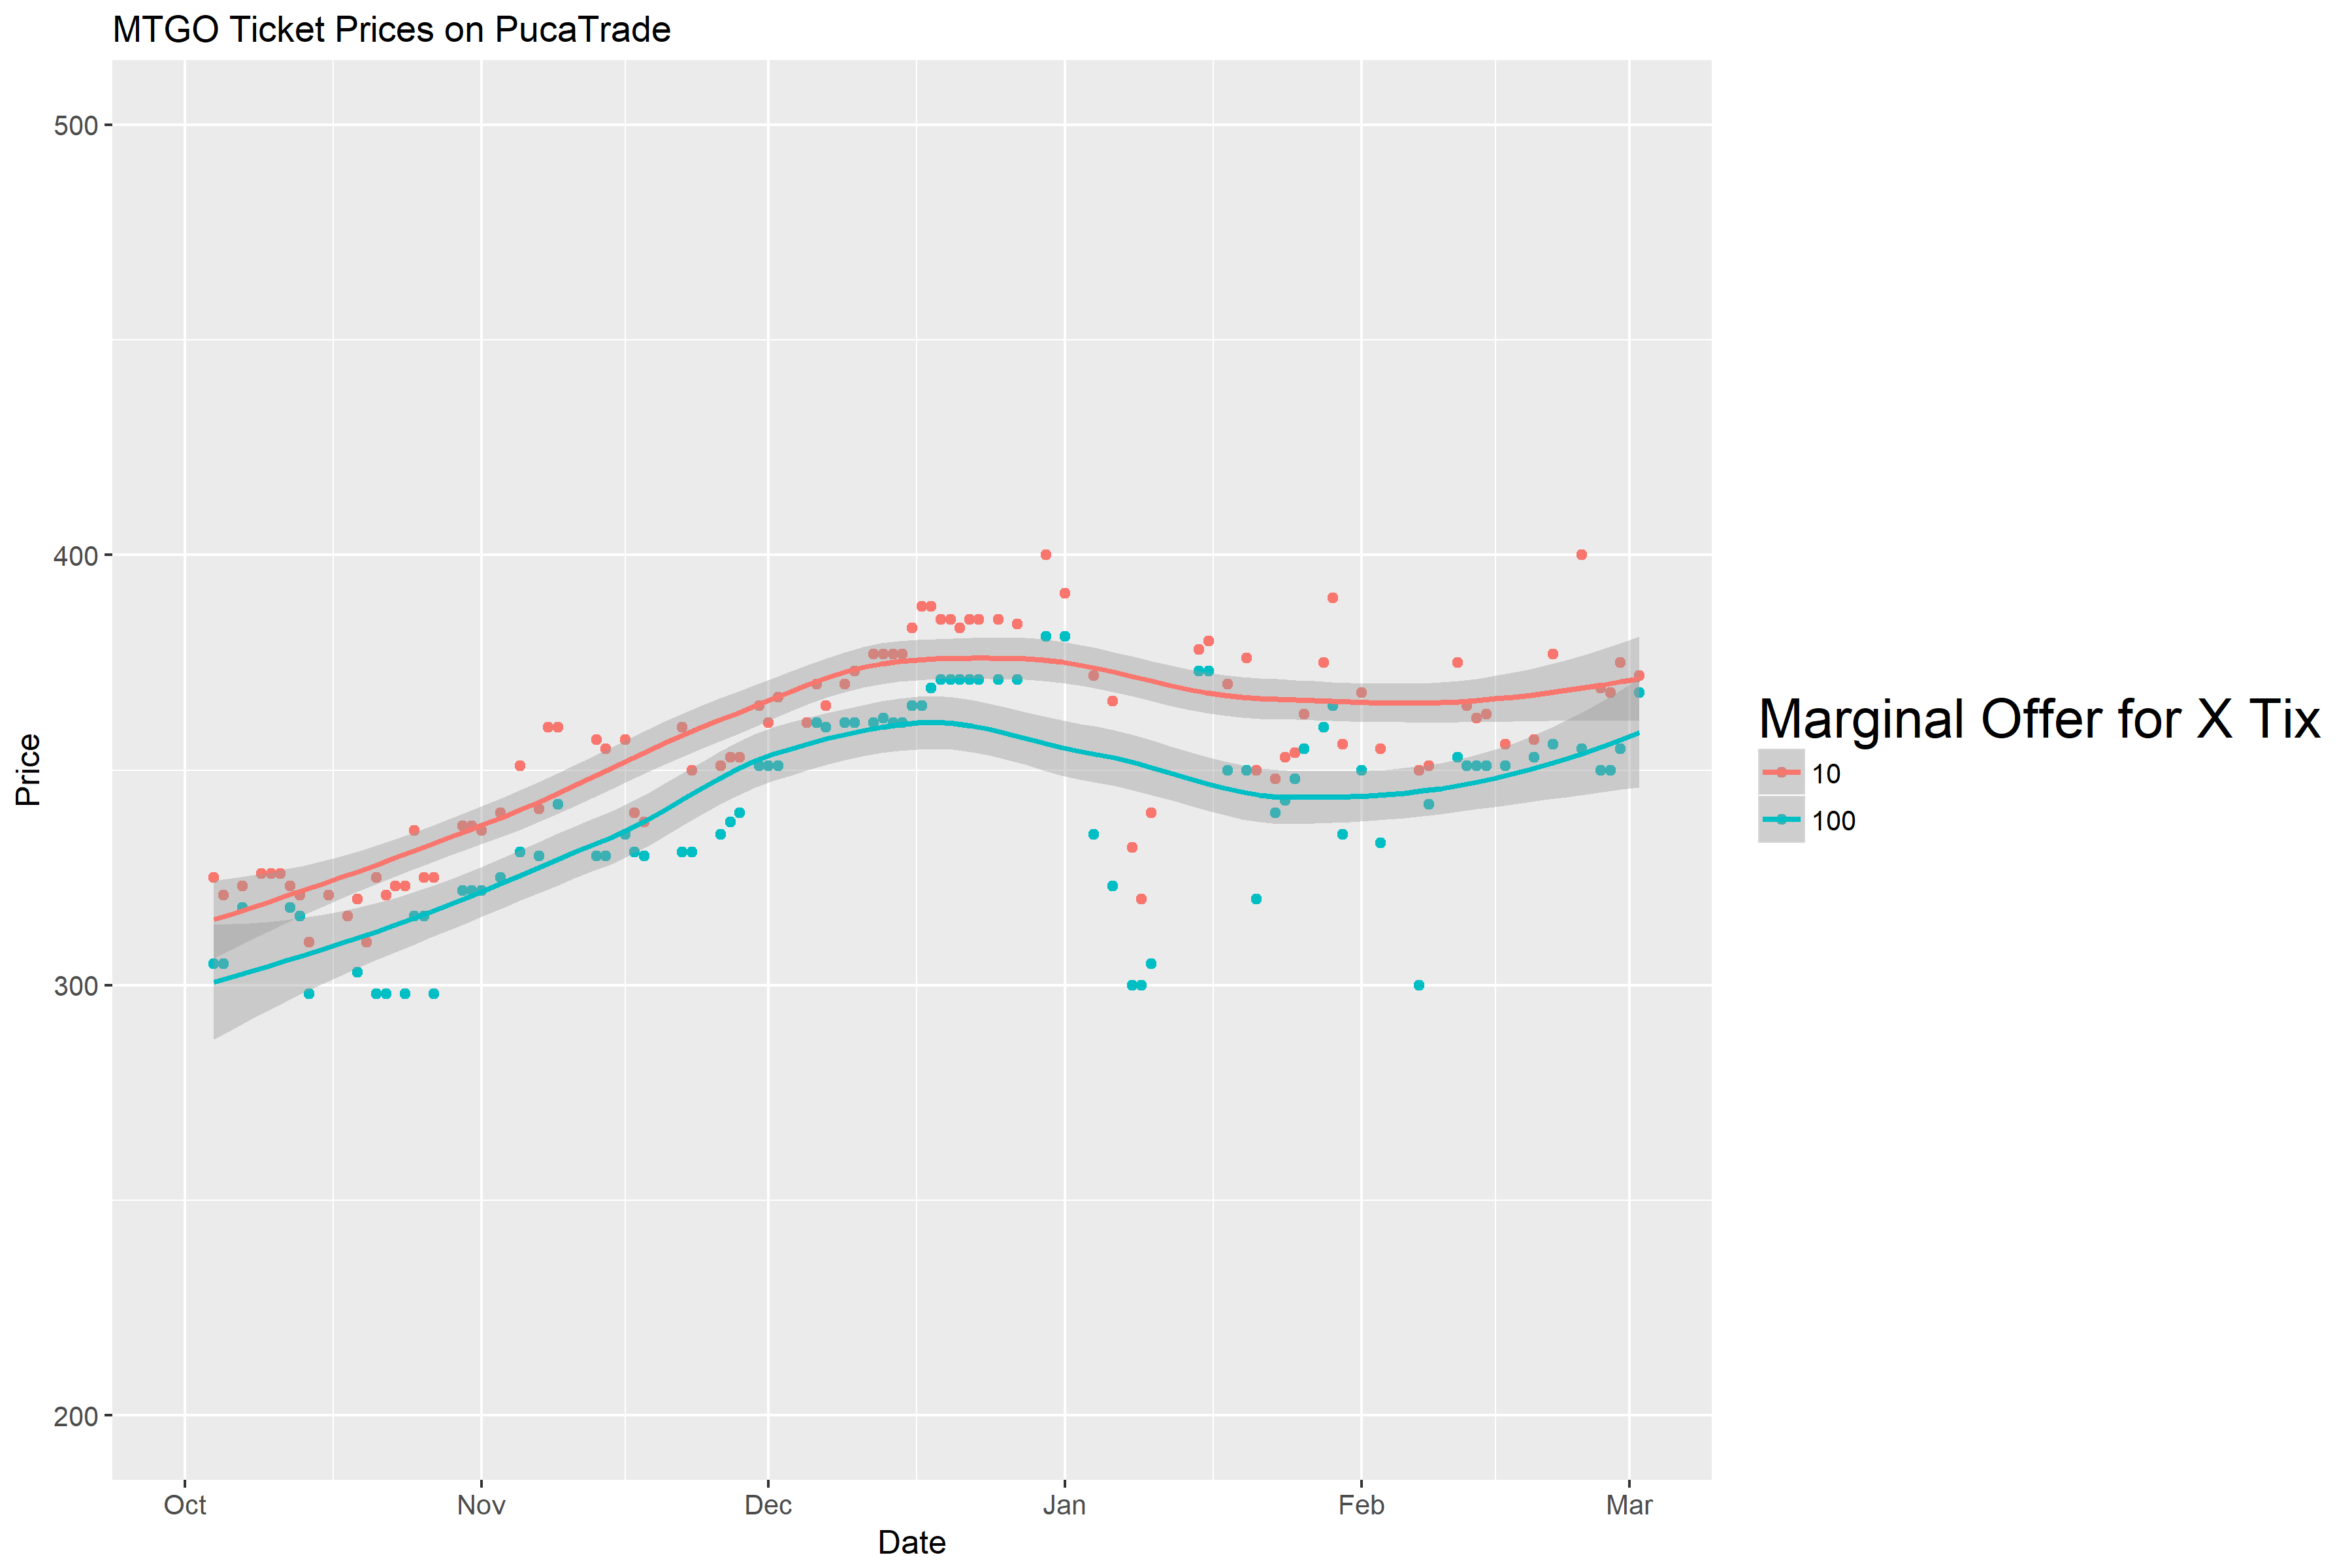 MTGO Ticket Prices on PucaTrade
500
400
300
200
Price
Oct Nov Dec Jan Feb Mar
Date
Marginal Offer for X Tix
10
100